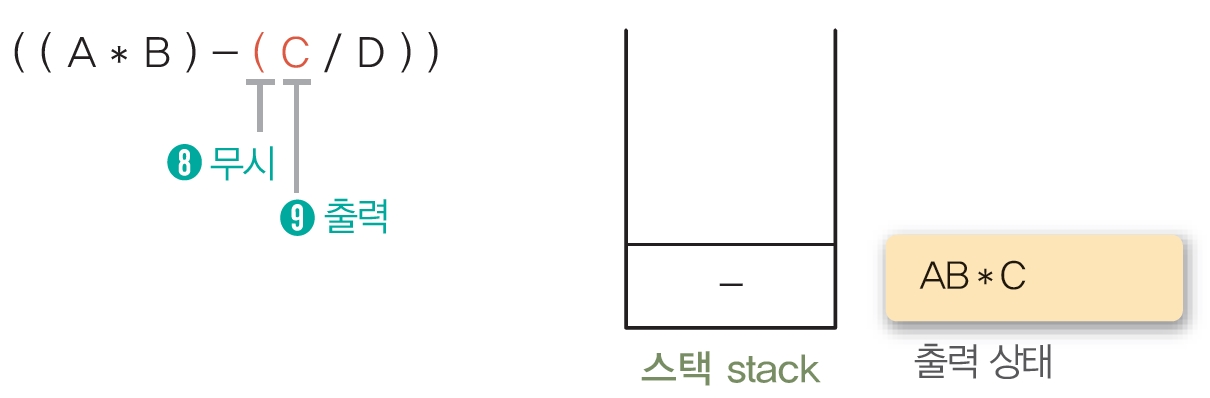 ((A*B)-(C/D))
❽ 무시
❾ 출력
-
AB*C
스택 stack
출력 상태